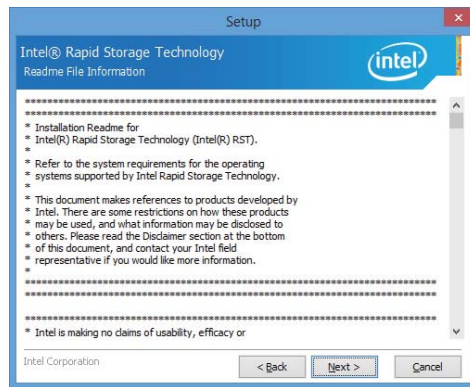 Setup
x
Intel® Rapid Storage Technology
Readme File Information
intel
********************************************************************************
********************************************************************************
* Installation Readme for
* Intel(R) Rapid Storage Technology (Intel(R) RST).
*
* Refer to the system requirements for the operating
* systems supported by Intel Rapid Storage Technology.
*
* This document makes references to products developed by
* Intel. There are some restrictions on how these products
* may be used, and what information may be disclosed to
* others. Please read the Disclaimer section at the bottom
* of this document, and contact your Intel field
* representative if you would like more information.
*
********************************************************************************
********************************************************************************
********************************************************************************
* Intel is making no claims of usability, efficacy or
Intel Corporation
< Back
Next >
Cancel